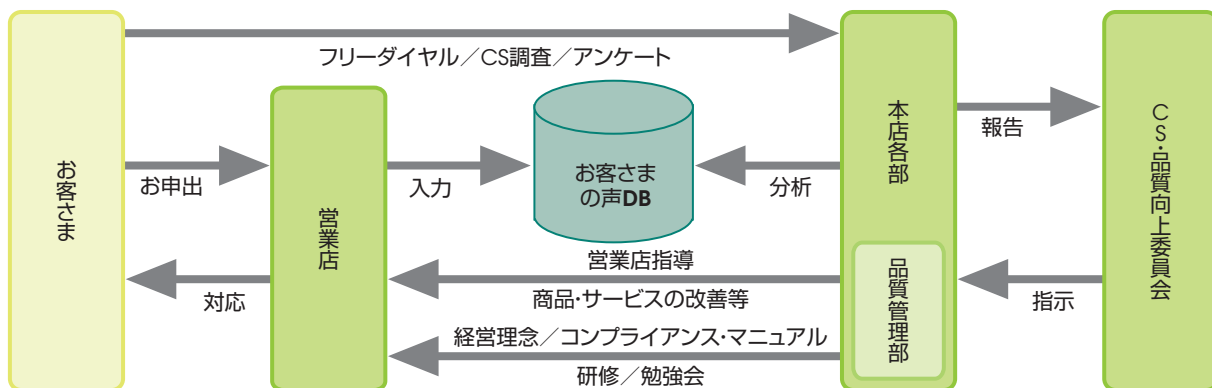 お客さま
フリーダイヤル／CS調査／アンケート
お申出
対応
営業店
入力
お客さま
の声DB
分析
営業店指導
商品・サービスの改善等
経営理念／コンプライアンス・マニュアル
研修／勉強会
本店各部
品質管理部
報告
指示
CS・品質向上委員会